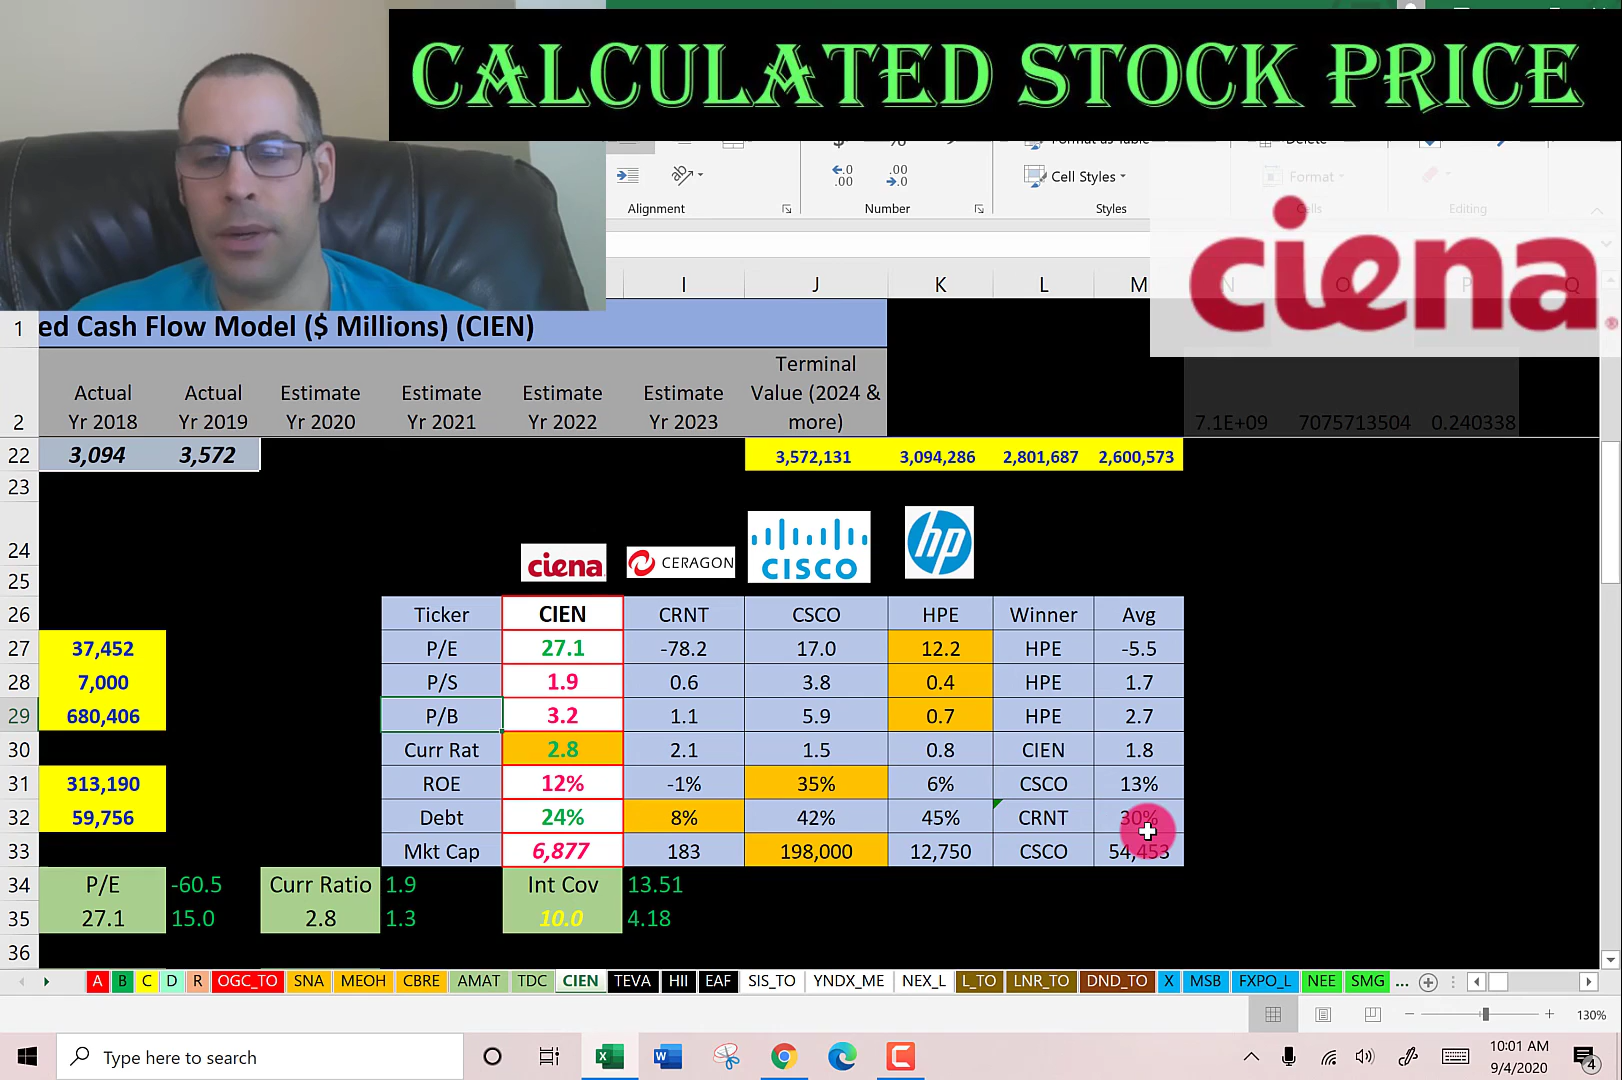 CALCULATED STOCK PRICE
Cell Styles
Format
Alignment
Number
Styles
Cells
Editing
ciena
I J K L M N O P Q
1 ed Cash Flow Model ($ Millions) (CIEN)
2 Actual Yr 2018 Actual Yr 2019 Estimate Yr 2020 Estimate Yr 2021 Estimate Yr 2022 Estimate Yr 2023 Terminal Value (2024 & more) 7.1E+09 7075713504 0.240338
22 3,094 3,572 3,572,131 3,094,286 2,801,687 2,600,573
23
24 ciena CERAGON CISCO hp
25
26 Ticker CIEN CRNT CSCO HPE Winner Avg
27 37,452 P/E 27.1 -78.2 17.0 12.2 HPE -5.5
28 7,000 P/S 1.9 0.6 3.8 0.4 HPE 1.7
29 680,406 P/B 3.2 1.1 5.9 0.7 HPE 2.7
30 Curr Rat 2.8 2.1 1.5 0.8 CIEN 1.8
31 313,190 ROE 12% -1% 35% 6% CSCO 13%
32 59,756 Debt 24% 8% 42% 45% CRNT 30%
33 Mkt Cap 6,877 183 198,000 12,750 CSCO 54,453
34 P/E -60.5 Curr Ratio 1.9 Int Cov 13.51
35 27.1 15.0 2.8 1.3 10.0 4.18
36
A B C D R OGC_TO SNA MEOH CBRE AMAT TDC CIEN TEVA HII EAF SIS_TO YNDX_ME NEX_L L_TO LNR_TO DND_TO X MSB FXPO_L NEE SMG ...
130%
Type here to search
10:01 AM
9/4/2020
4